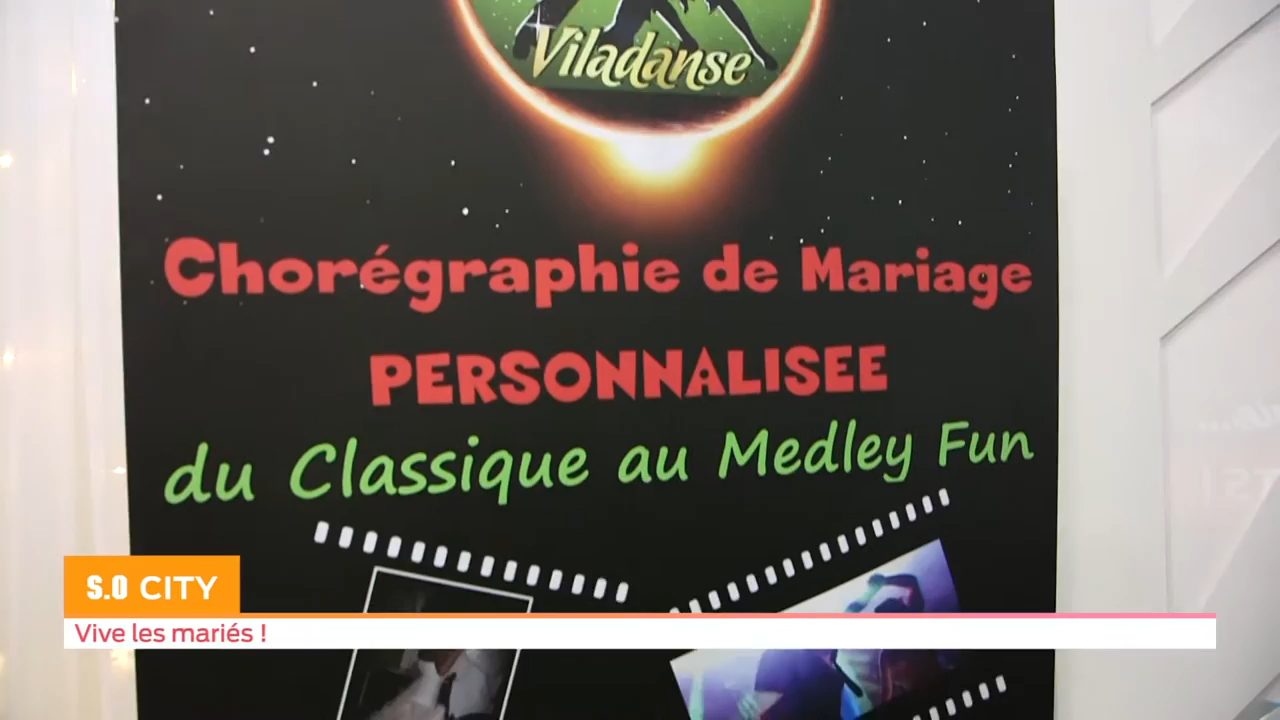 Viladanse
Chorégraphie de Mariage
PERSONNALISEE
du Classique au Medley Fun
S.O CITY
Vive les mariés !